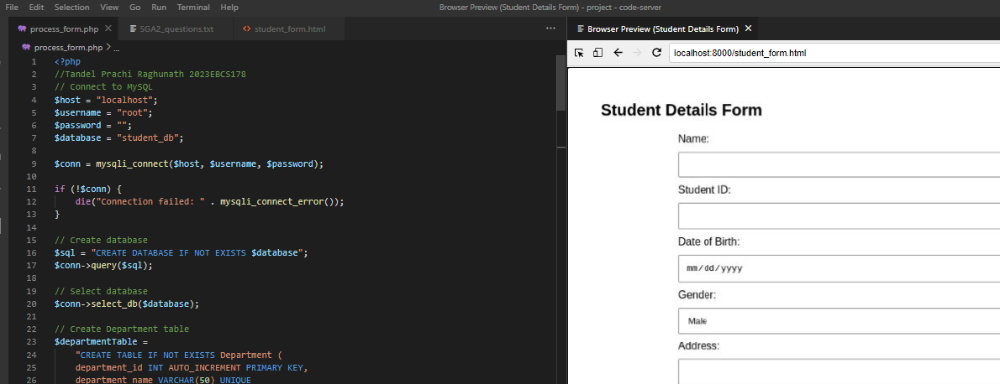 File Edit Selection View Go Run Terminal Help Browser Preview (Student Details Form) - project - code-server
process_form.php SGA2_questions.txt student_form.html ...
Browser Preview (Student Details Form)
process_form.php > ...
localhost:8000/student_form.html
1 <?php
2 //Tandel Prachi Raghunath 2023EBCS178
3 // Connect to MySQL
4 $host = "localhost";
5 $username = "root";
6 $password = "";
7 $database = "student_db";
8
9 $conn = mysqli_connect($host, $username, $password);
10
11 if (!$conn) {
12 die("Connection failed: " . mysqli_connect_error());
13 }
14
15 // Create database
16 $sql = "CREATE DATABASE IF NOT EXISTS $database";
17 $conn->query($sql);
18
19 // Select database
20 $conn->select_db($database);
21
22 // Create Department table
23 $departmentTable =
24 "CREATE TABLE IF NOT EXISTS Department (
25 department_id INT AUTO_INCREMENT PRIMARY KEY,
26 department_name VARCHAR(50) UNIQUE
Student Details Form
Name:
Student ID:
Date of Birth:
mm/dd/yyyy
Gender:
Male
Address: